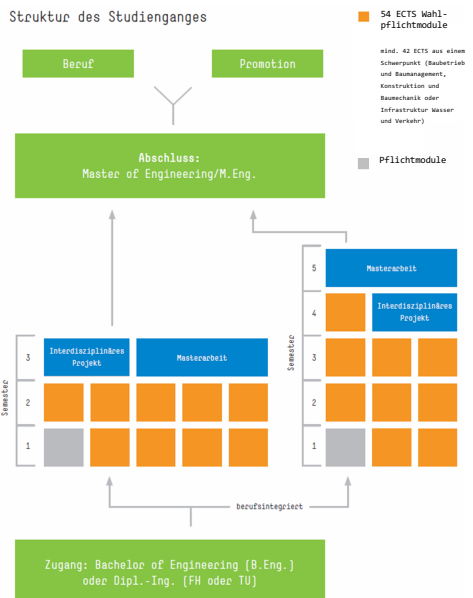 Struktur des Studienganges
54 ECTS Wahl-
pflichtmodule
mind. 42 ECTS aus einem
Schwerpunkt (Baubetrieb
und Baumanagement,
Konstruktion und
Baumechanik oder
Infrastruktur Wasser
und Verkehr)
Pflichtmodule
Beruf
Promotion
Abschluss:
Master of Engineering/M.Eng.
Semester
3
Interdisziplinäres
Projekt
Masterarbeit
2
1
Semester
5
Masterarbeit
4
Interdisziplinäres
Projekt
3
2
1
berufsintegriert
Zugang: Bachelor of Engineering (B.Eng.)
oder Dipl.-Ing. (FH oder TU)